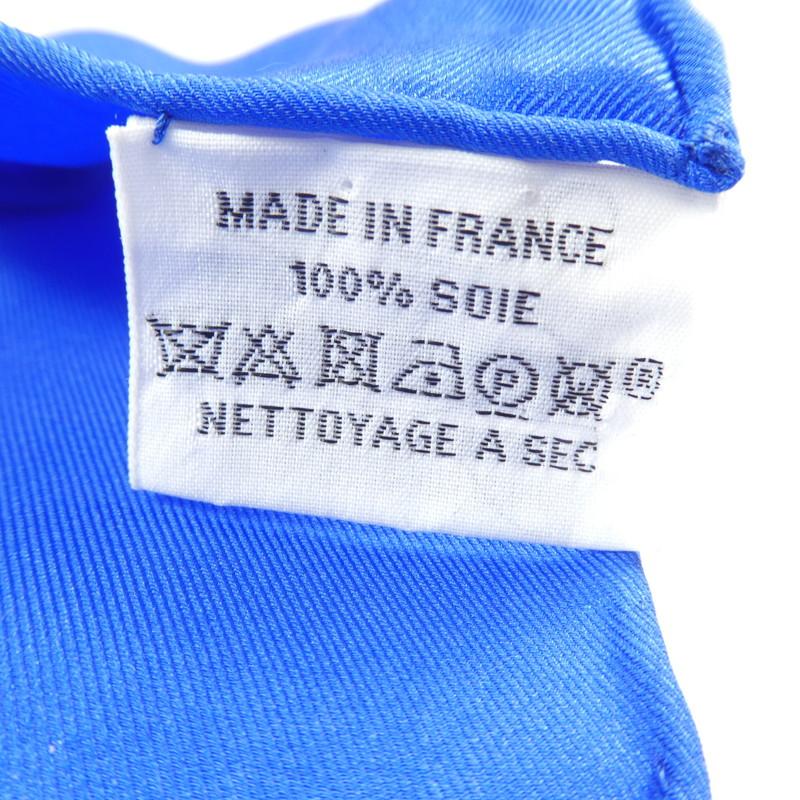 MADE IN FRANCE
100% SOIE
®
NETTOYAGE A SEC